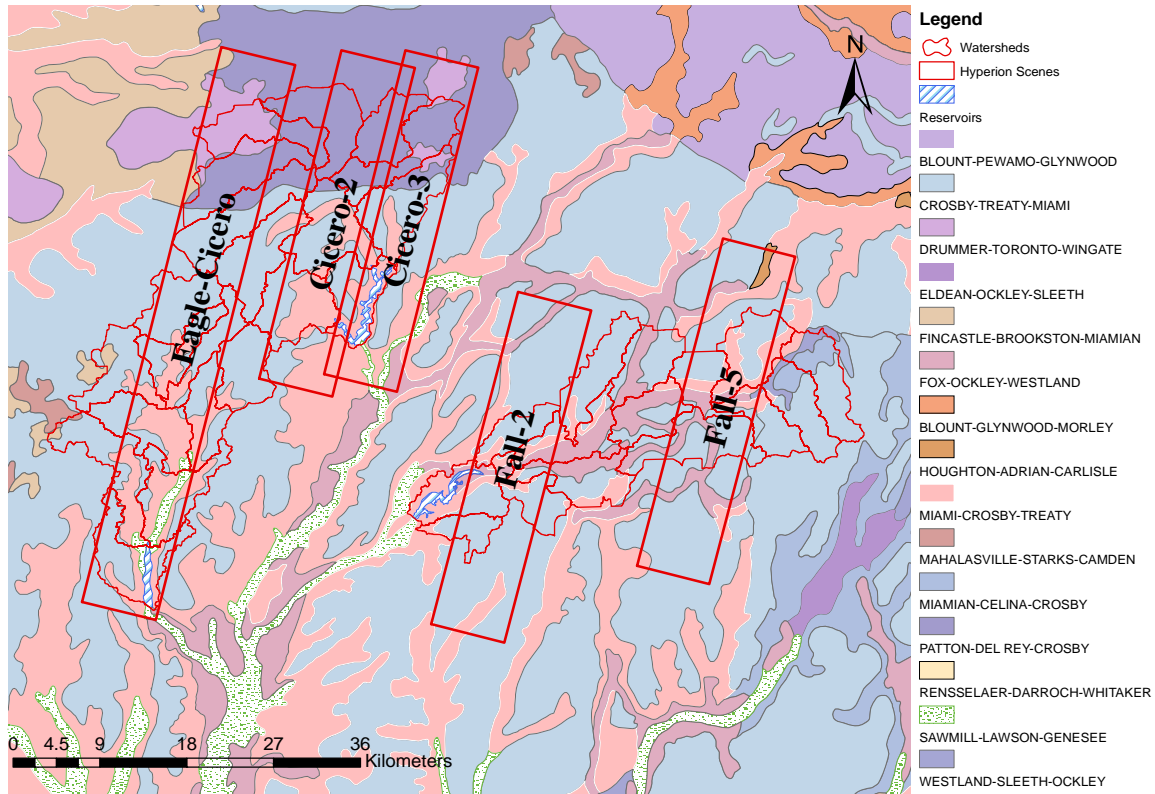 Legend
Watersheds
Hyperion Scenes
Reservoirs
BLOUNT-PEWAMO-GLYNWOOD
CROSBY-TREATY-MIAMI
DRUMMER-TORONTO-WINGATE
ELDEAN-OCKLEY-SLEETH
FINCASTLE-BROOKSTON-MIAMIAN
FOX-OCKLEY-WESTLAND
BLOUNT-GLYNWOOD-MORLEY
HOUGHTON-ADRIAN-CARLISLE
MIAMI-CROSBY-TREATY
MAHALASVILLE-STARKS-CAMDEN
MIAMIAN-CELINA-CROSBY
PATTON-DEL REY-CROSBY
RENSSELAER-DARROCH-WHITAKER
SAWMILL-LAWSON-GENESEE
WESTLAND-SLEETH-OCKLEY
N
Eagle-Cicero
Cicero-2
Cicero-3
Fall-2
Fall-5
0 4.5 9 18 27 36
Kilometers